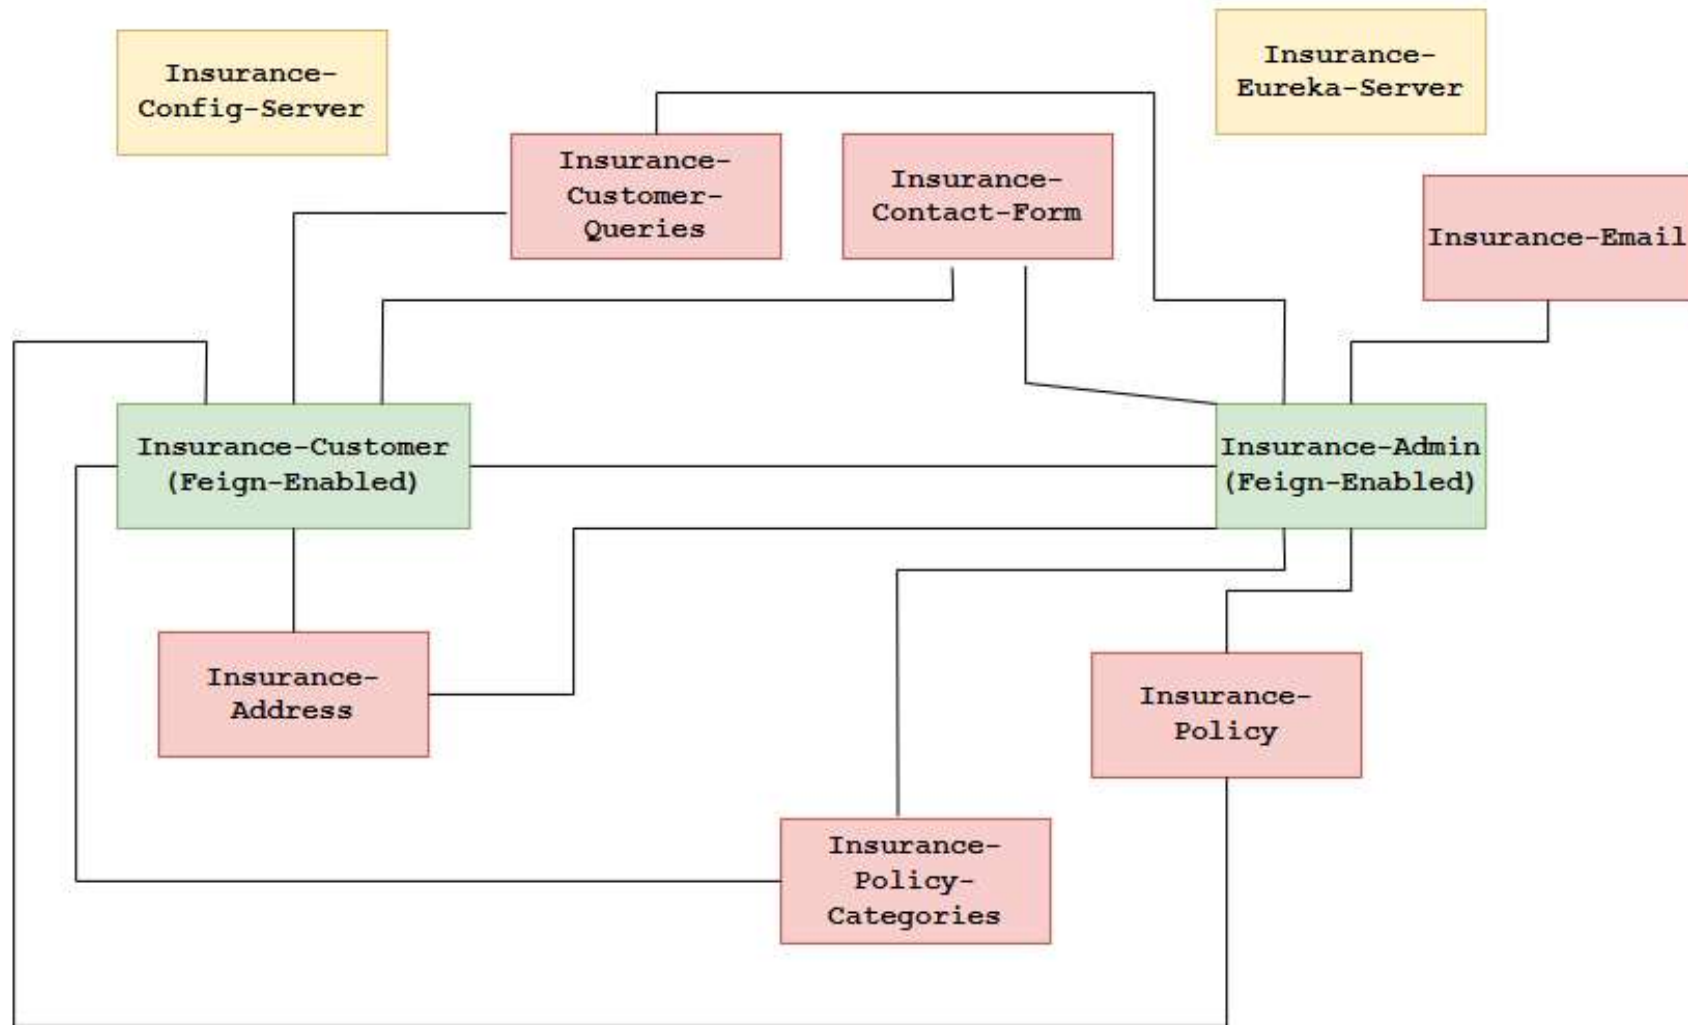 Insurance-
Config-Server
Insurance-
Eureka-Server
Insurance-
Customer-
Queries
Insurance-
Contact-Form
Insurance-Email
Insurance-Customer
(Feign-Enabled)
Insurance-Admin
(Feign-Enabled)
Insurance-
Address
Insurance-
Policy
Insurance-
Policy-
Categories